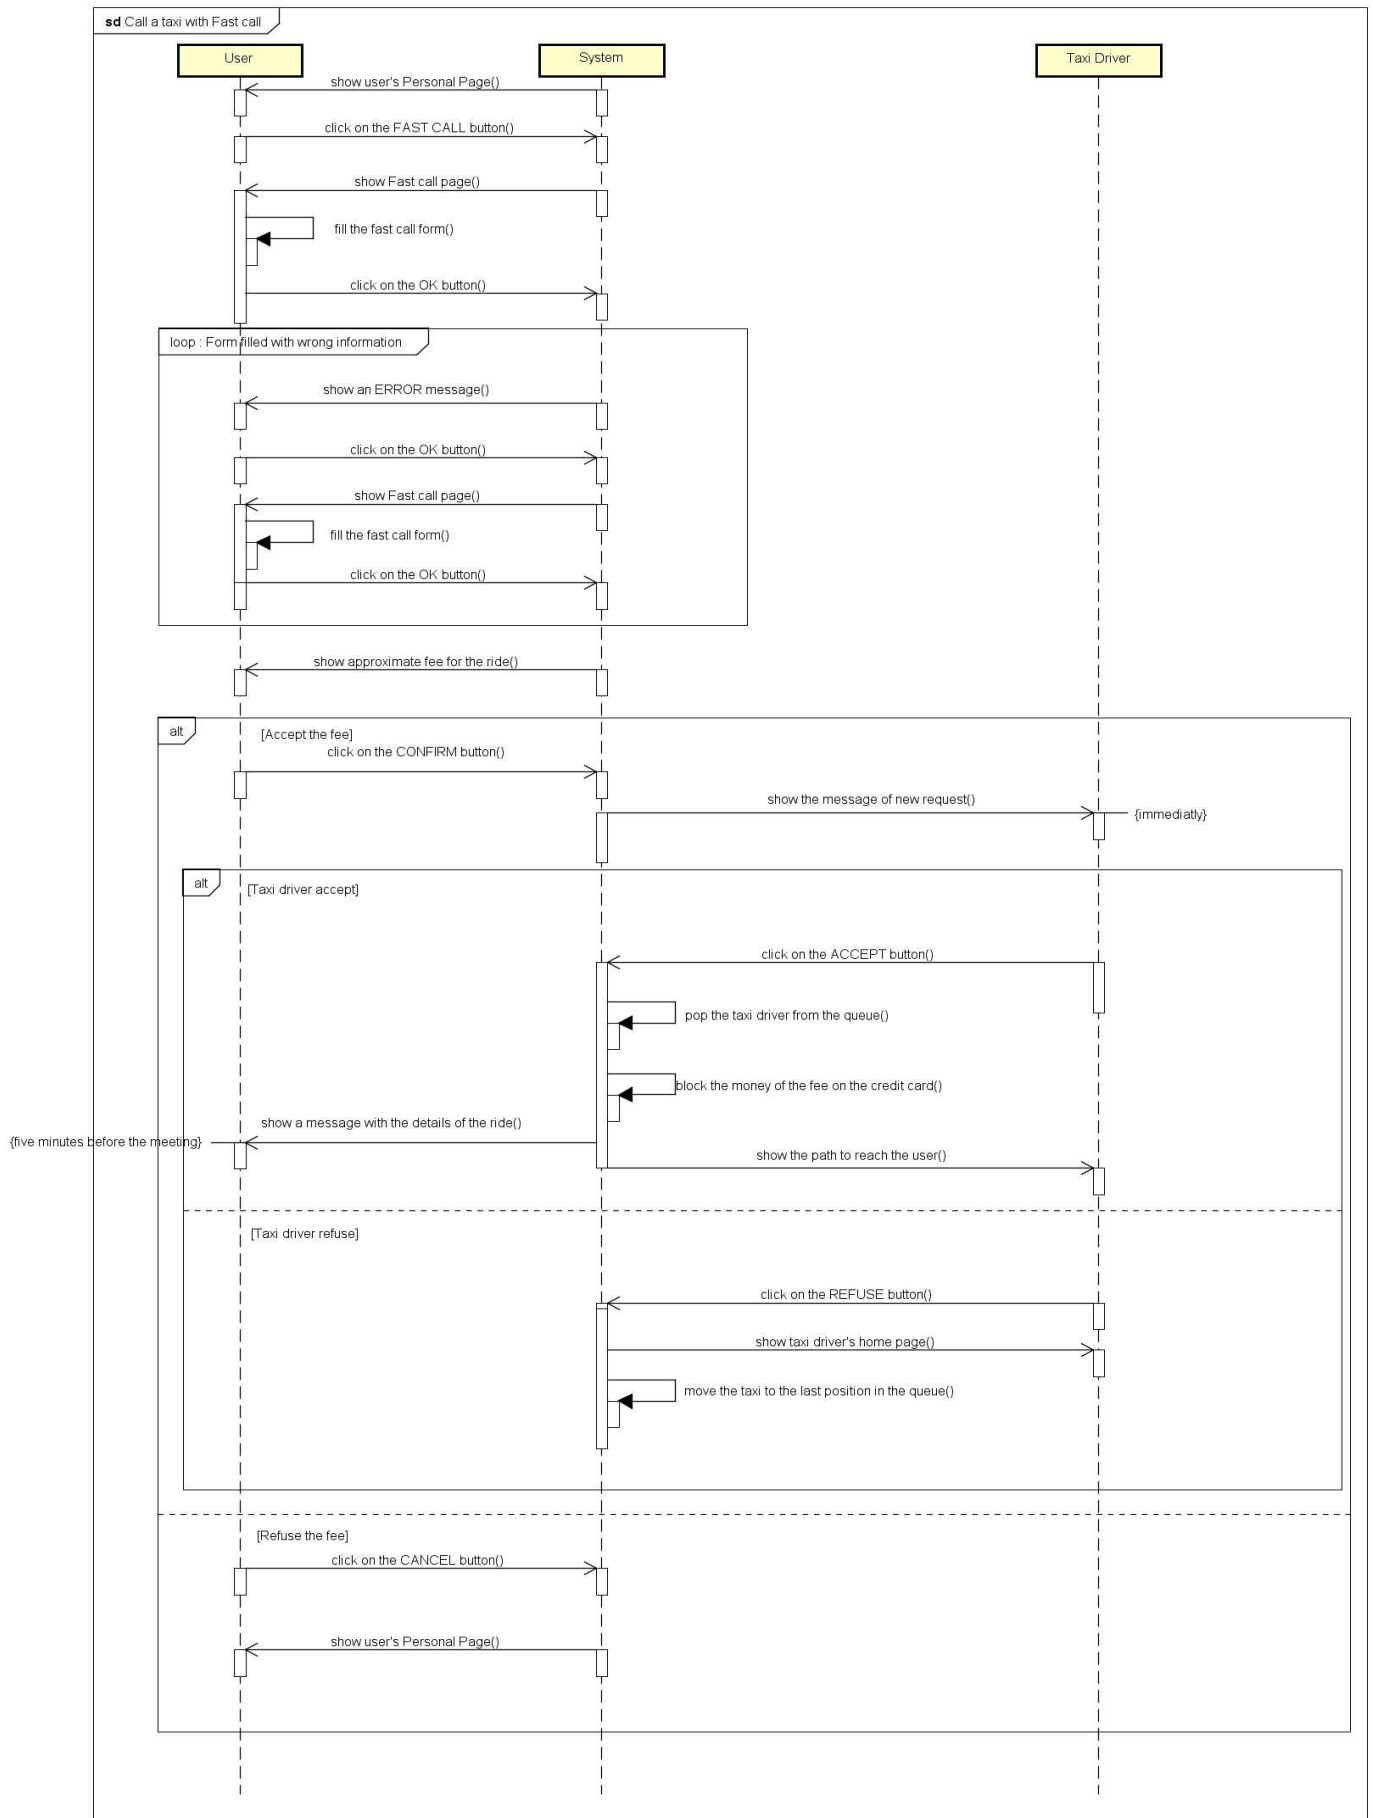 sd Call a taxi with Fast call
User
System
Taxi Driver
show user's Personal Page()
click on the FAST CALL button()
show Fast call page()
fill the fast call form()
click on the OK button()
loop : Form filled with wrong information
show an ERROR message()
click on the OK button()
show Fast call page()
fill the fast call form()
click on the OK button()
show approximate fee for the ride()
alt
[Accept the fee]
click on the CONFIRM button()
show the message of new request()
{immediatly}
alt
[Taxi driver accept]
click on the ACCEPT button()
pop the taxi driver from the queue()
block the money of the fee on the credit card()
show a message with the details of the ride()
{five minutes before the meeting}
show the path to reach the user()
[Taxi driver refuse]
click on the REFUSE button()
show taxi driver's home page()
move the taxi to the last position in the queue()
[Refuse the fee]
click on the CANCEL button()
show user's Personal Page()